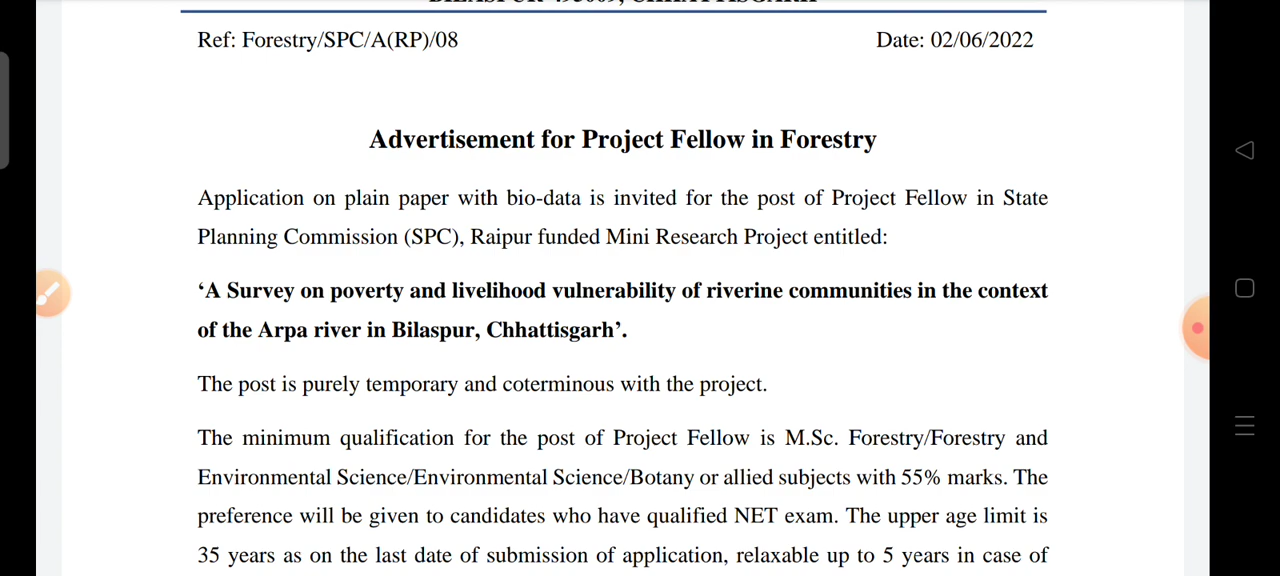 BILASPUR-495009, CHHATTISGARH
Ref: Forestry/SPC/A(RP)/08 Date: 02/06/2022
Advertisement for Project Fellow in Forestry
Application on plain paper with bio-data is invited for the post of Project Fellow in State
Planning Commission (SPC), Raipur funded Mini Research Project entitled:
‘A Survey on poverty and livelihood vulnerability of riverine communities in the context
of the Arpa river in Bilaspur, Chhattisgarh’.
The post is purely temporary and coterminous with the project.
The minimum qualification for the post of Project Fellow is M.Sc. Forestry/Forestry and
Environmental Science/Environmental Science/Botany or allied subjects with 55% marks. The
preference will be given to candidates who have qualified NET exam. The upper age limit is
35 years as on the last date of submission of application, relaxable up to 5 years in case of